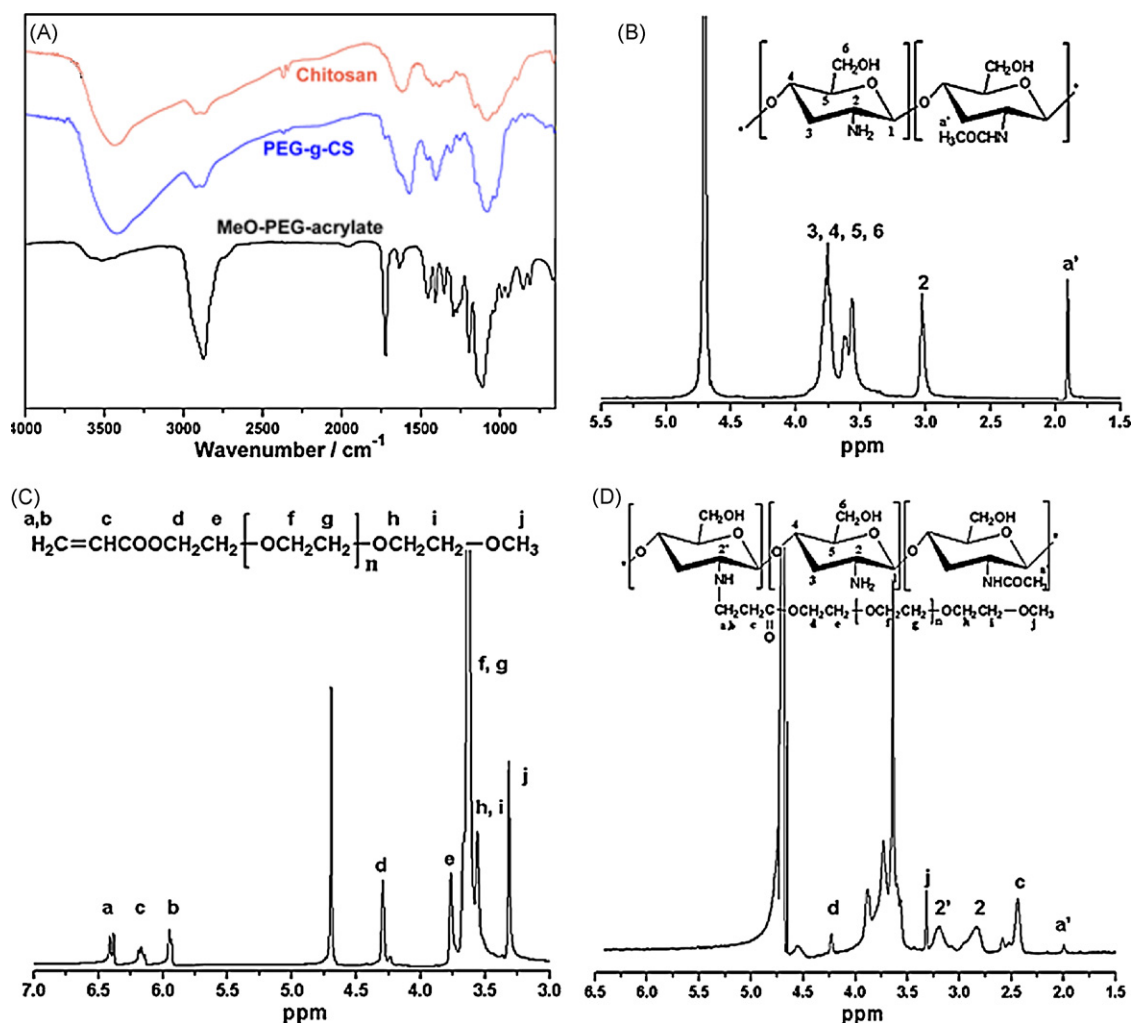 (A)
Chitosan
PEG-g-CS
MeO-PEG-acrylate
4000 3500 3000 2500 2000 1500 1000
Wavenumber / cm⁻¹
(B)
6
CH₂OH CH₂OH
4 5 O O
O 2 O
3 NH₂ 1 a' HN
H₃COCHN
3, 4, 5, 6
2
a'
5.5 5.0 4.5 4.0 3.5 3.0 2.5 2.0 1.5
ppm
(C)
a,b c d e f g h i j
H₂C=CHCOOCH₂CH₂–[OCH₂CH₂]ₙ–OCH₂CH₂–OCH₃
f, g
j
h, i
d e
a c b
7.0 6.5 6.0 5.5 5.0 4.5 4.0 3.5 3.0
ppm
(D)
6
CH₂OH CH₂OH CH₂OH
4 5 O
2' 2
NH 3 NH₂ 1 NHCOCH₃ a'
CH₂CH₂C–OCH₂CH₂–[OCH₂CH₂]ₙ–OCH₂CH₂–OCH₃
a,b c O d e f g h i j
j
d 2' 2 c
a'
6.0 5.5 5.0 4.5 4.0 3.5 3.0 2.5 2.0 1.5
ppm